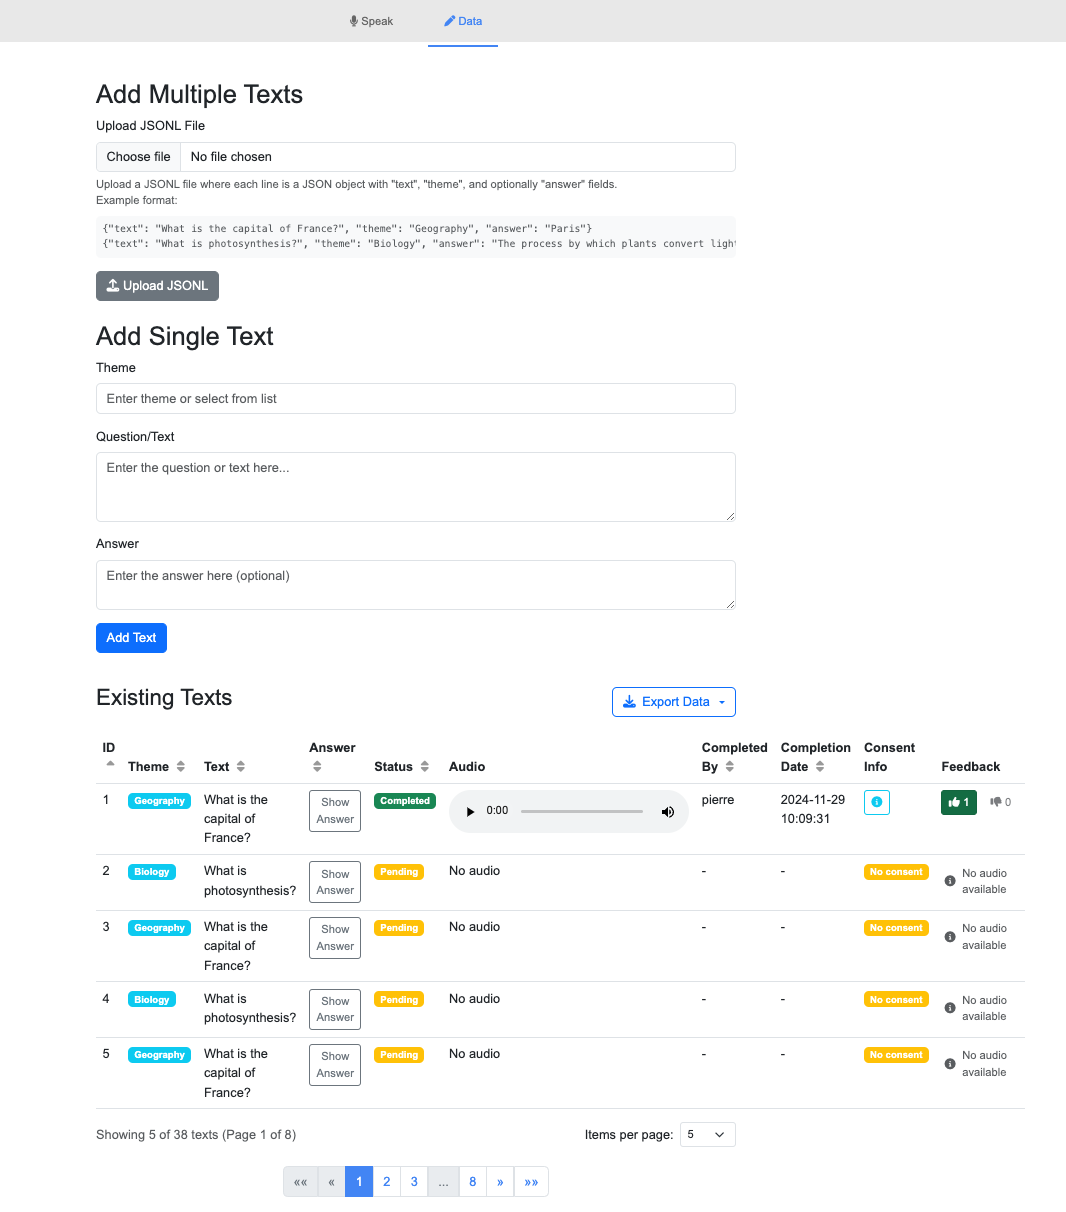 Speak Data
Add Multiple Texts
Upload JSONL File
Choose file No file chosen
Upload a JSONL file where each line is a JSON object with "text", "theme", and optionally "answer" fields.
Example format:
{"text": "What is the capital of France?", "theme": "Geography", "answer": "Paris"}
{"text": "What is photosynthesis?", "theme": "Biology", "answer": "The process by which plants convert light
Upload JSONL
Add Single Text
Theme
Enter theme or select from list
Question/Text
Enter the question or text here...
Answer
Enter the answer here (optional)
Add Text
Existing Texts Export Data
ID Theme Text Answer Status Audio Completed By Completion Date Consent Info Feedback
1 Geography What is the capital of France? Show Answer Completed 0:00 pierre 2024-11-29 10:09:31 1 0
2 Biology What is photosynthesis? Show Answer Pending No audio - - No consent No audio available
3 Geography What is the capital of France? Show Answer Pending No audio - - No consent No audio available
4 Biology What is photosynthesis? Show Answer Pending No audio - - No consent No audio available
5 Geography What is the capital of France? Show Answer Pending No audio - - No consent No audio available
Showing 5 of 38 texts (Page 1 of 8) Items per page: 5
«« « 1 2 3 ... 8 » »»